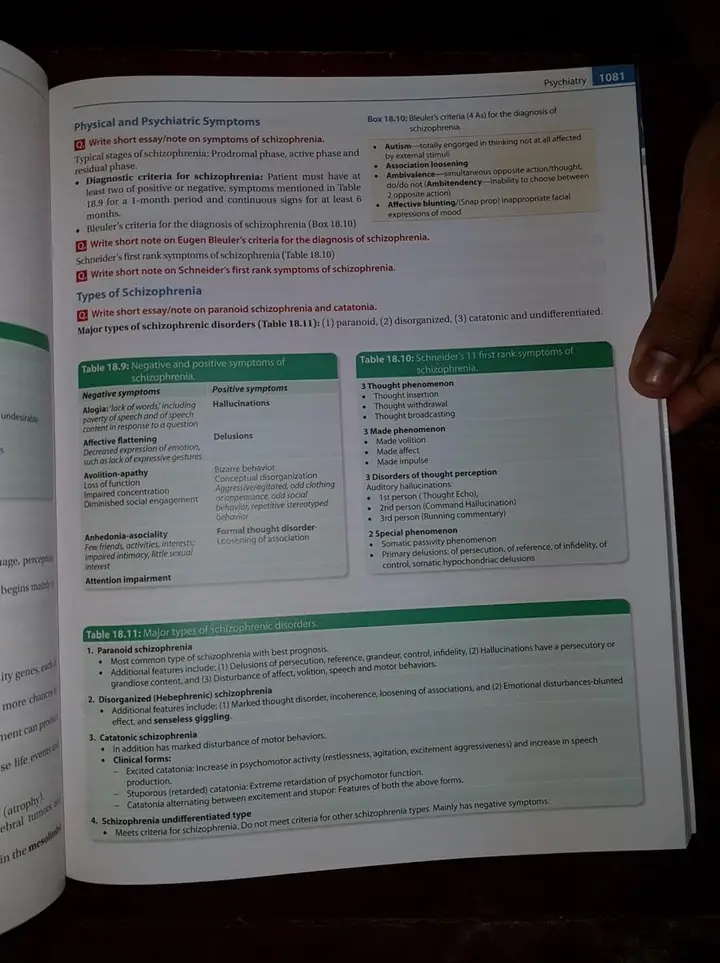 Psychiatry 1081
Physical and Psychiatric Symptoms
Q. Write short essay/note on symptoms of schizophrenia.
Typical stages of schizophrenia: Prodromal phase, active phase and
residual phase.
• Diagnostic criteria for schizophrenia: Patient must have at
least two of positive or negative, symptoms mentioned in Table
18.9 for a 1-month period and continuous signs for at least 6
months.
• Bleuler's criteria for the diagnosis of schizophrenia (Box 18.10)
Q. Write short note on Eugen Bleuler's criteria for the diagnosis of schizophrenia.
Schneider's first rank symptoms of schizophrenia (Table 18.10)
Q. Write short note on Schneider's first rank symptoms of schizophrenia.
Box 18.10: Bleuler's criteria (4 As) for the diagnosis of
schizophrenia.
• Autism—totally engorged in thinking not at all affected
by external stimuli
• Association loosening
• Ambivalence—simultaneous opposite action/thought,
do/do not (Ambitendency—inability to choose between
2 opposite action)
• Affective blunting/(Snap prop) inappropriate facial
expressions of mood
Types of Schizophrenia
Q. Write short essay/note on paranoid schizophrenia and catatonia.
Major types of schizophrenic disorders (Table 18.11): (1) paranoid, (2) disorganized, (3) catatonic and undifferentiated.
Table 18.9: Negative and positive symptoms of
schizophrenia.
Negative symptoms Positive symptoms
Alogia: 'lack of words,' including Hallucinations
poverty of speech and of speech
content in response to a question
Affective flattening Delusions
Decreased expression of emotion,
such as lack of expressive gestures
Avolition-apathy Bizarre behavior
Loss of function Conceptual disorganization
Impaired concentration Aggressive/agitated, odd clothing
Diminished social engagement or appearance, odd social
behavior, repetitive stereotyped
behavior
Anhedonia-asociality Formal thought disorder-
Few friends, activities, interests; Loosening of association
impaired intimacy, little sexual
interest
Attention impairment
Table 18.10: Schneider's 11 first rank symptoms of
schizophrenia.
3 Thought phenomenon
• Thought insertion
• Thought withdrawal
• Thought broadcasting
3 Made phenomenon
• Made volition
• Made affect
• Made impulse
3 Disorders of thought perception
Auditory hallucinations:
• 1st person (Thought Echo),
• 2nd person (Command Hallucination)
• 3rd person (Running commentary)
2 Special phenomenon
• Somatic passivity phenomenon
• Primary delusions: of persecution, of reference, of infidelity, of
control, somatic hypochondriac delusions
Table 18.11: Major types of schizophrenic disorders.
1. Paranoid schizophrenia
• Most common type of schizophrenia with best prognosis.
• Additional features include: (1) Delusions of persecution, reference, grandeur, control, infidelity, (2) Hallucinations have a persecutory or
grandiose content, and (3) Disturbance of affect, volition, speech and motor behaviors.
2. Disorganized (Hebephrenic) schizophrenia
• Additional features include: (1) Marked thought disorder, incoherence, loosening of associations, and (2) Emotional disturbances-blunted
effect, and senseless giggling.
3. Catatonic schizophrenia
• In addition has marked disturbance of motor behaviors.
• Clinical forms:
– Excited catatonia: Increase in psychomotor activity (restlessness, agitation, excitement aggressiveness) and increase in speech
production.
– Stuporous (retarded) catatonia: Extreme retardation of psychomotor function.
– Catatonia alternating between excitement and stupor: Features of both the above forms.
4. Schizophrenia undifferentiated type
• Meets criteria for schizophrenia. Do not meet criteria for other schizophrenia types. Mainly has negative symptoms.
undesirable
begins mainly
ity genes, each
more chances
ment can
se life events
(atrophy).
ebral tumors
in the